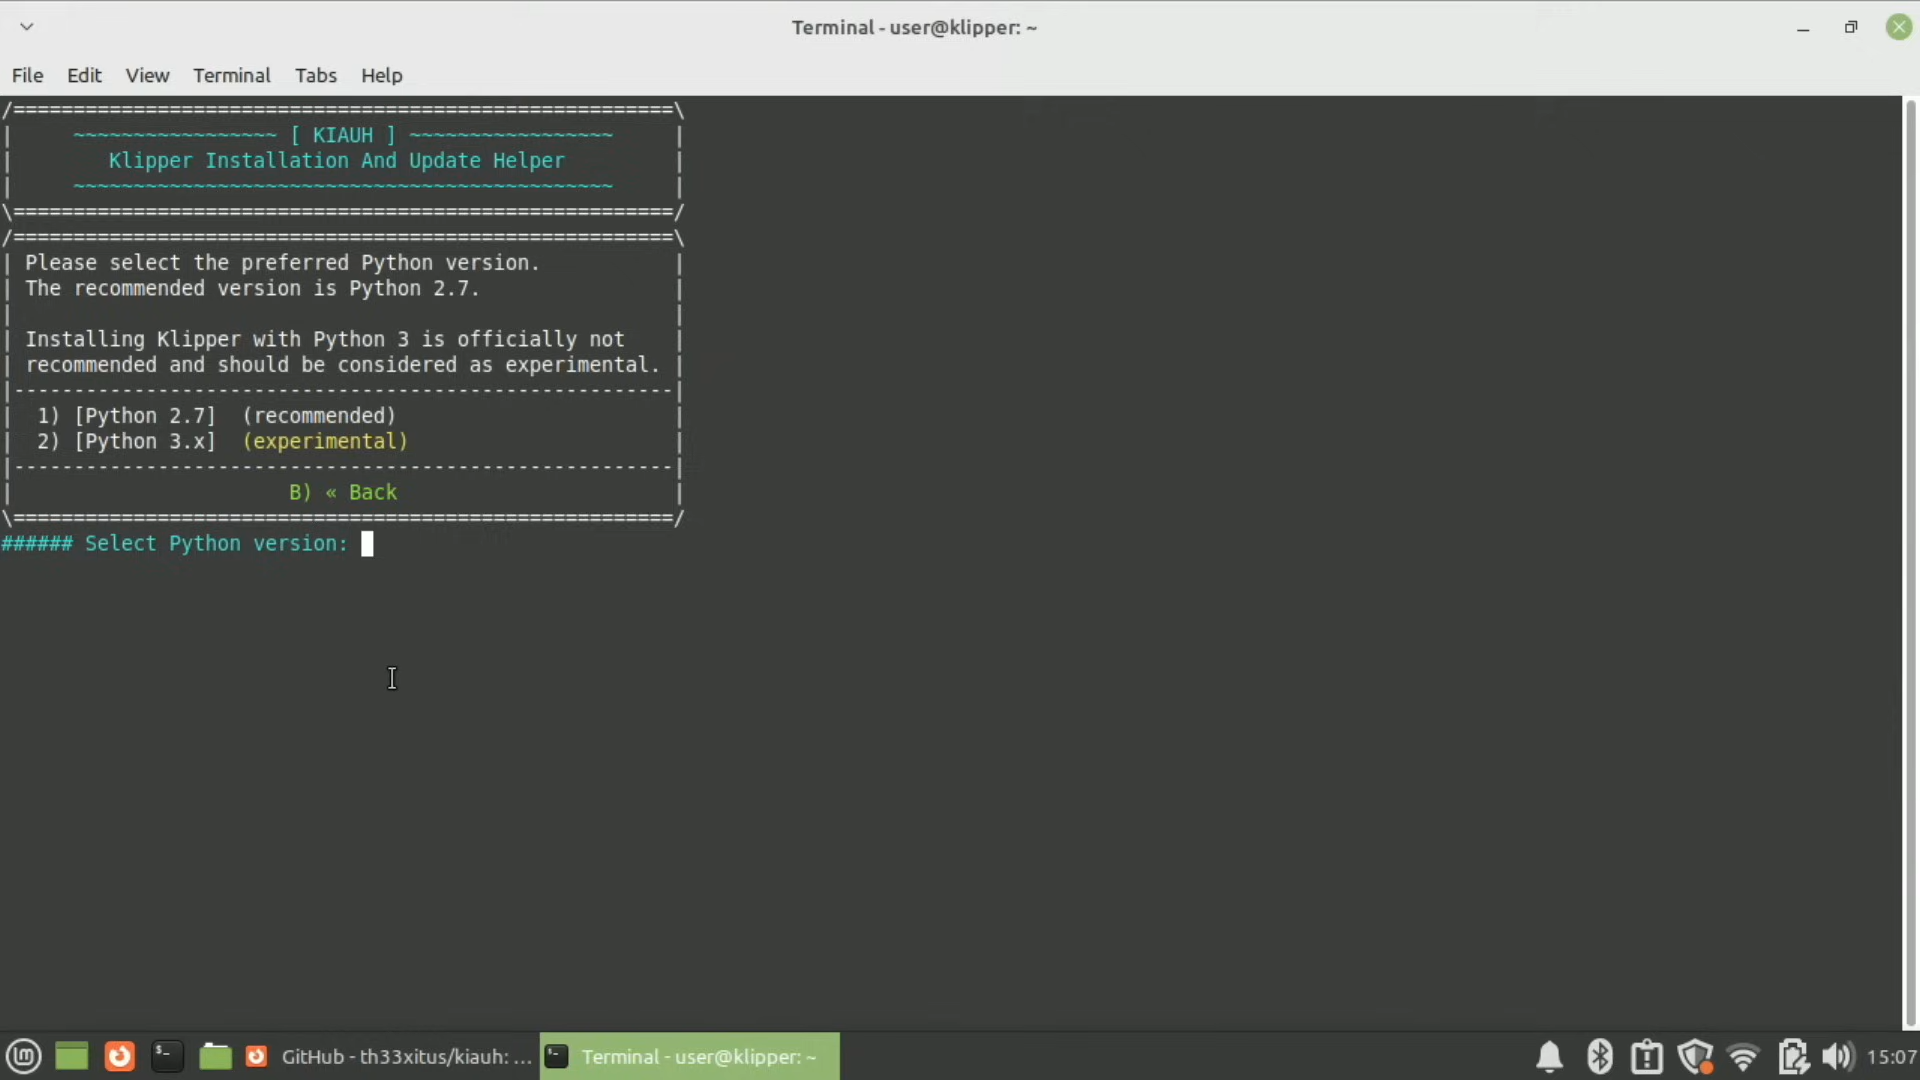 Terminal - user@klipper: ~
File Edit View Terminal Tabs Help
/=======================================================\
| ~~~~~~~~~~~~~~~~~ [ KIAUH ] ~~~~~~~~~~~~~~~~~ |
| Klipper Installation And Update Helper |
| ~~~~~~~~~~~~~~~~~~~~~~~~~~~~~~~~~~~~~~~~~~~~~ |
\=======================================================/
/=======================================================\
| Please select the preferred Python version. |
| The recommended version is Python 2.7. |
| |
| Installing Klipper with Python 3 is officially not |
| recommended and should be considered as experimental. |
|-------------------------------------------------------|
| 1) [Python 2.7] (recommended) |
| 2) [Python 3.x] (experimental) |
|-------------------------------------------------------|
| B) « Back |
\=======================================================/
###### Select Python version:
GitHub - th33xitus/kiauh: ... Terminal - user@klipper: ~ 15:07